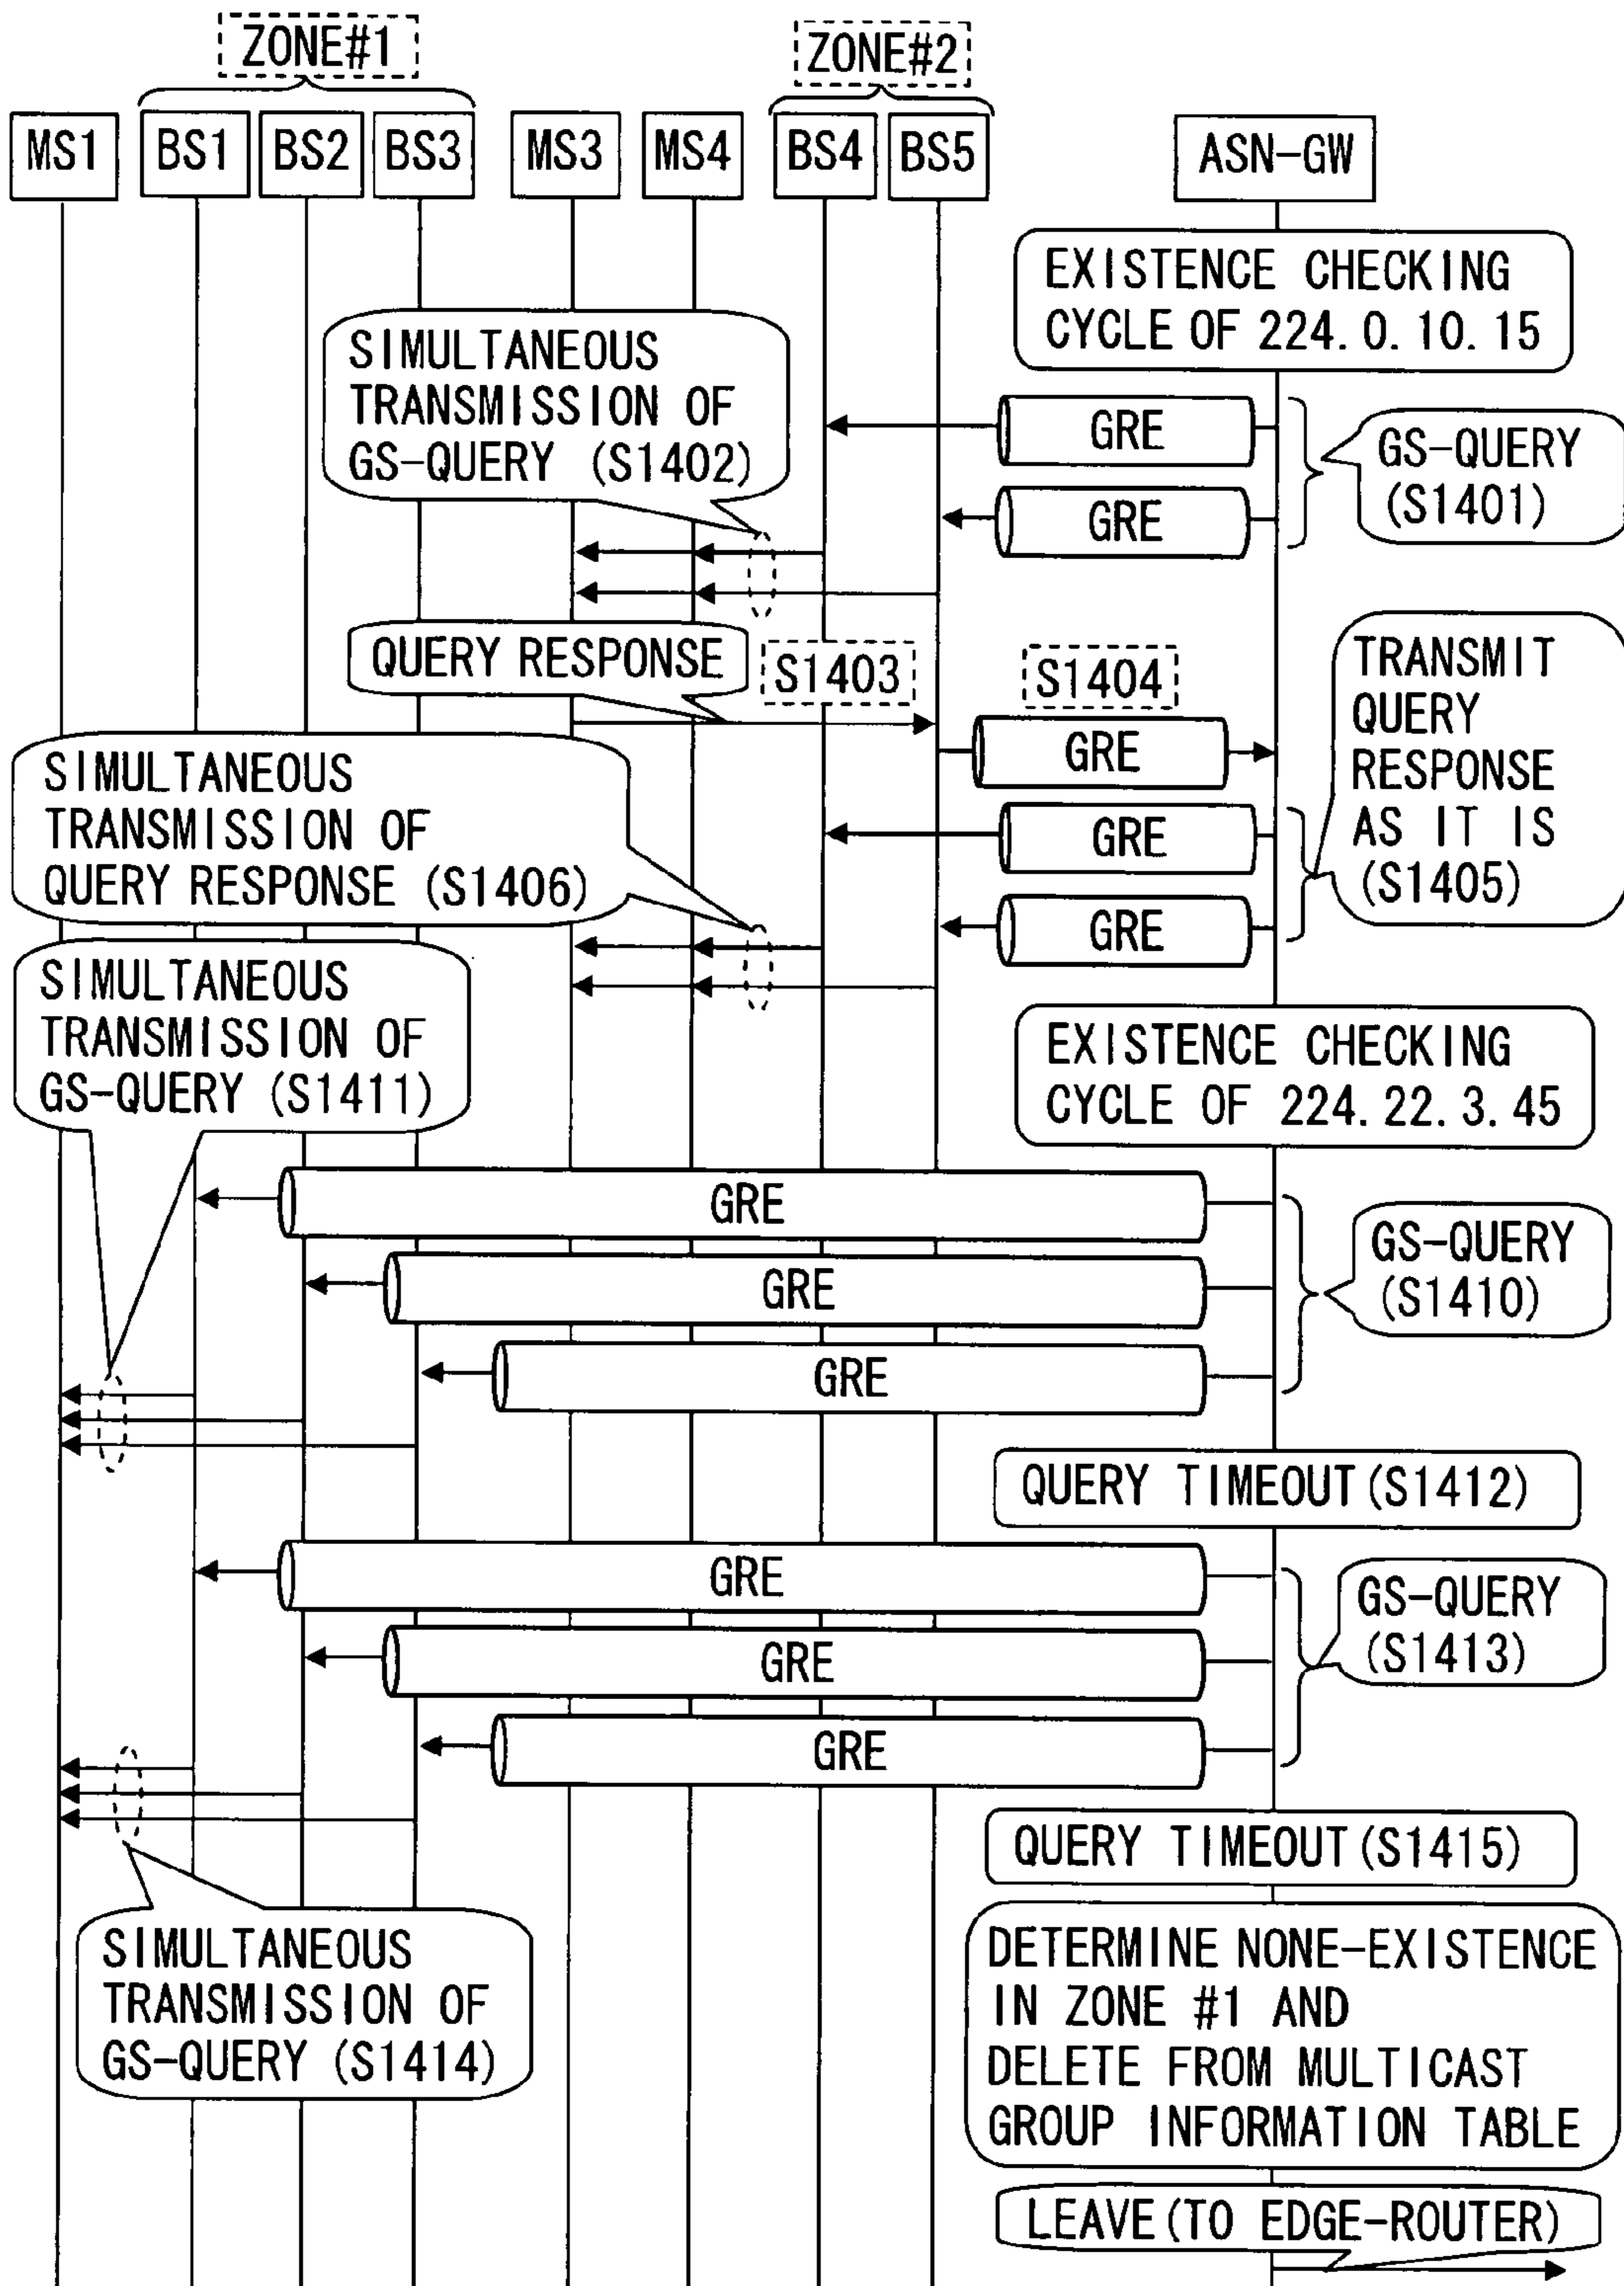 ZONE#1
ZONE#2
MS1
BS1
BS2
BS3
MS3
MS4
BS4
BS5
ASN-GW
EXISTENCE CHECKING
CYCLE OF 224.0.10.15
SIMULTANEOUS
TRANSMISSION OF
GS-QUERY (S1402)
GRE
GS-QUERY
(S1401)
GRE
QUERY RESPONSE
S1403
S1404
TRANSMIT
QUERY
RESPONSE
AS IT IS
(S1405)
GRE
SIMULTANEOUS
TRANSMISSION OF
QUERY RESPONSE (S1406)
GRE
GRE
SIMULTANEOUS
TRANSMISSION OF
GS-QUERY (S1411)
EXISTENCE CHECKING
CYCLE OF 224.22.3.45
GRE
GRE
GRE
GS-QUERY
(S1410)
QUERY TIMEOUT(S1412)
GRE
GRE
GRE
GS-QUERY
(S1413)
QUERY TIMEOUT(S1415)
SIMULTANEOUS
TRANSMISSION OF
GS-QUERY (S1414)
DETERMINE NONE-EXISTENCE
IN ZONE #1 AND
DELETE FROM MULTICAST
GROUP INFORMATION TABLE
LEAVE(TO EDGE-ROUTER)